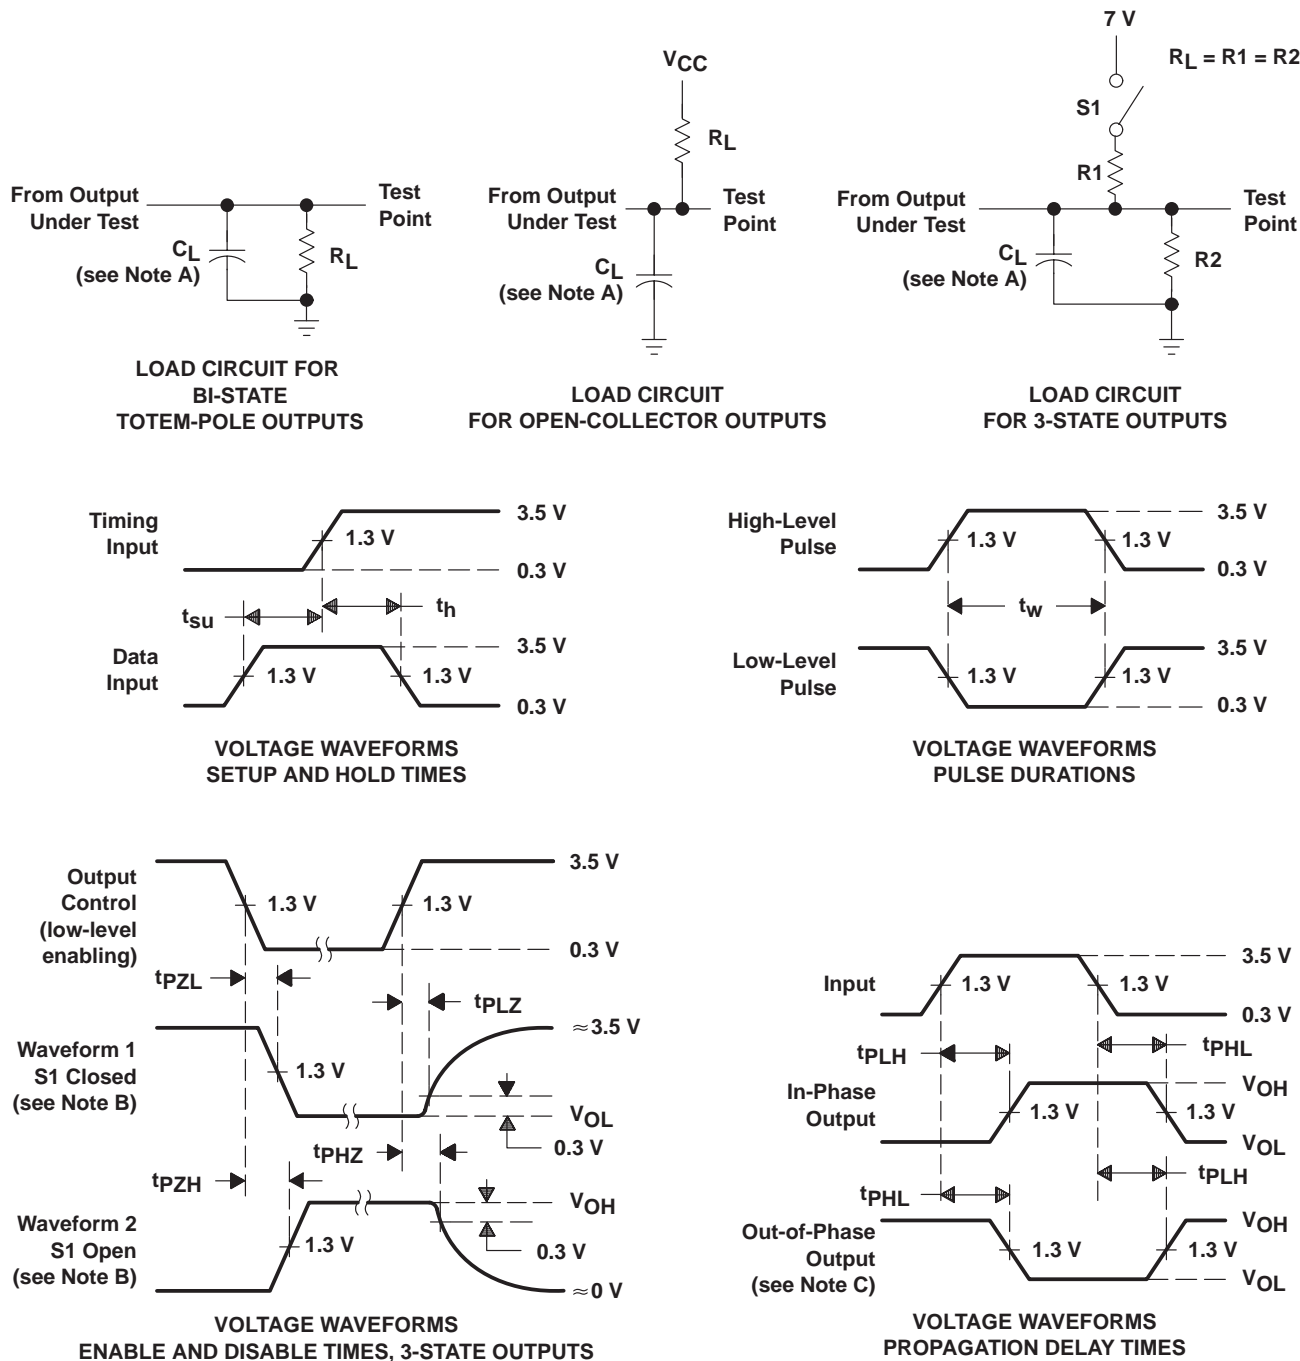 From Output
Under Test
Test
Point
CL
(see Note A)
RL
LOAD CIRCUIT FOR
BI-STATE
TOTEM-POLE OUTPUTS
VCC
RL
From Output
Under Test
Test
Point
CL
(see Note A)
LOAD CIRCUIT
FOR OPEN-COLLECTOR OUTPUTS
7 V
RL = R1 = R2
S1
R1
From Output
Under Test
Test
Point
CL
(see Note A)
R2
LOAD CIRCUIT
FOR 3-STATE OUTPUTS
Timing
Input
1.3 V
3.5 V
0.3 V
tsu
th
Data
Input
1.3 V
1.3 V
3.5 V
0.3 V
VOLTAGE WAVEFORMS
SETUP AND HOLD TIMES
High-Level
Pulse
1.3 V
1.3 V
3.5 V
0.3 V
tw
Low-Level
Pulse
1.3 V
1.3 V
3.5 V
0.3 V
VOLTAGE WAVEFORMS
PULSE DURATIONS
Output
Control
(low-level
enabling)
1.3 V
1.3 V
3.5 V
0.3 V
tPZL
tPLZ
Waveform 1
S1 Closed
(see Note B)
1.3 V
≈3.5 V
VOL
0.3 V
tPHZ
tPZH
Waveform 2
S1 Open
(see Note B)
1.3 V
VOH
0.3 V
≈0 V
VOLTAGE WAVEFORMS
ENABLE AND DISABLE TIMES, 3-STATE OUTPUTS
Input
1.3 V
1.3 V
3.5 V
0.3 V
tPLH
tPHL
In-Phase
Output
1.3 V
1.3 V
VOH
VOL
tPHL
tPLH
Out-of-Phase
Output
(see Note C)
1.3 V
1.3 V
VOH
VOL
VOLTAGE WAVEFORMS
PROPAGATION DELAY TIMES